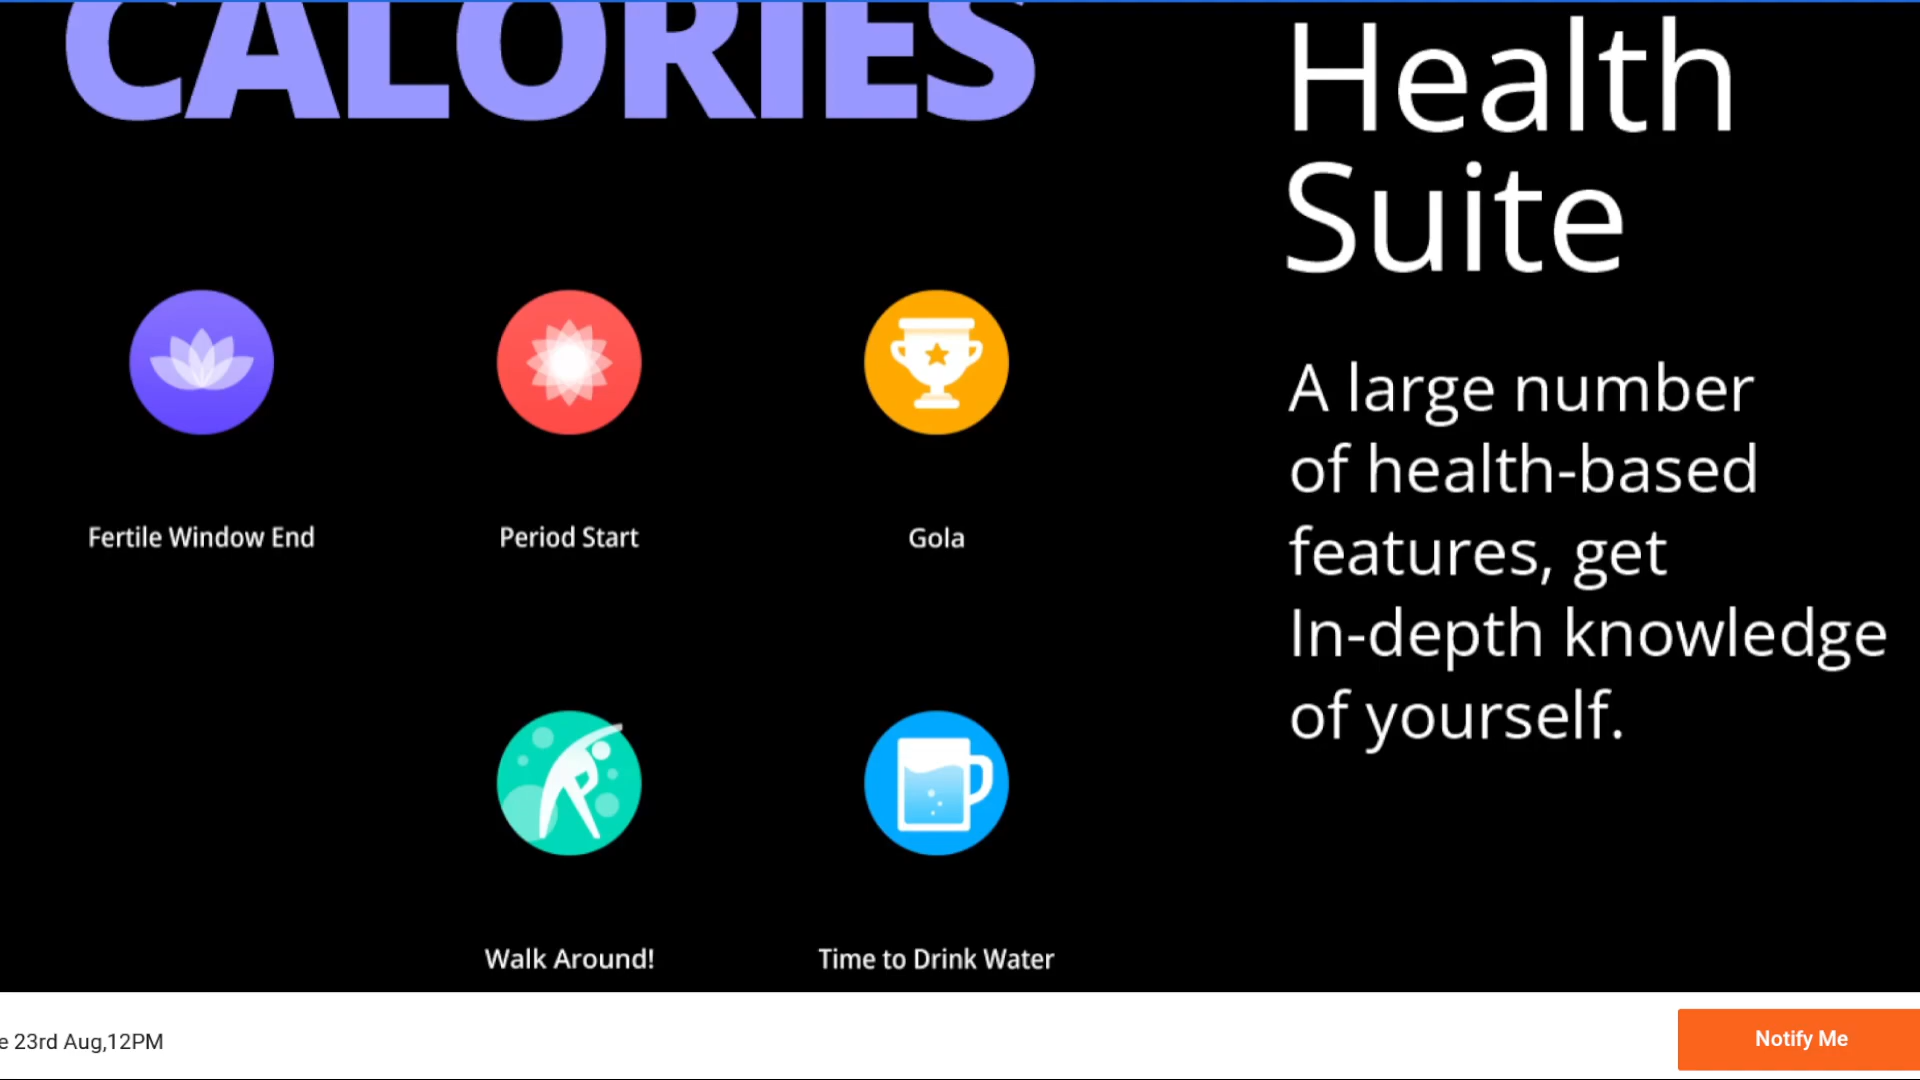 CALORIES
Health
Suite
A large number
of health-based
features, get
In-depth knowledge
of yourself.
Fertile Window End
Period Start
Gola
Walk Around!
Time to Drink Water
e 23rd Aug,12PM
Notify Me